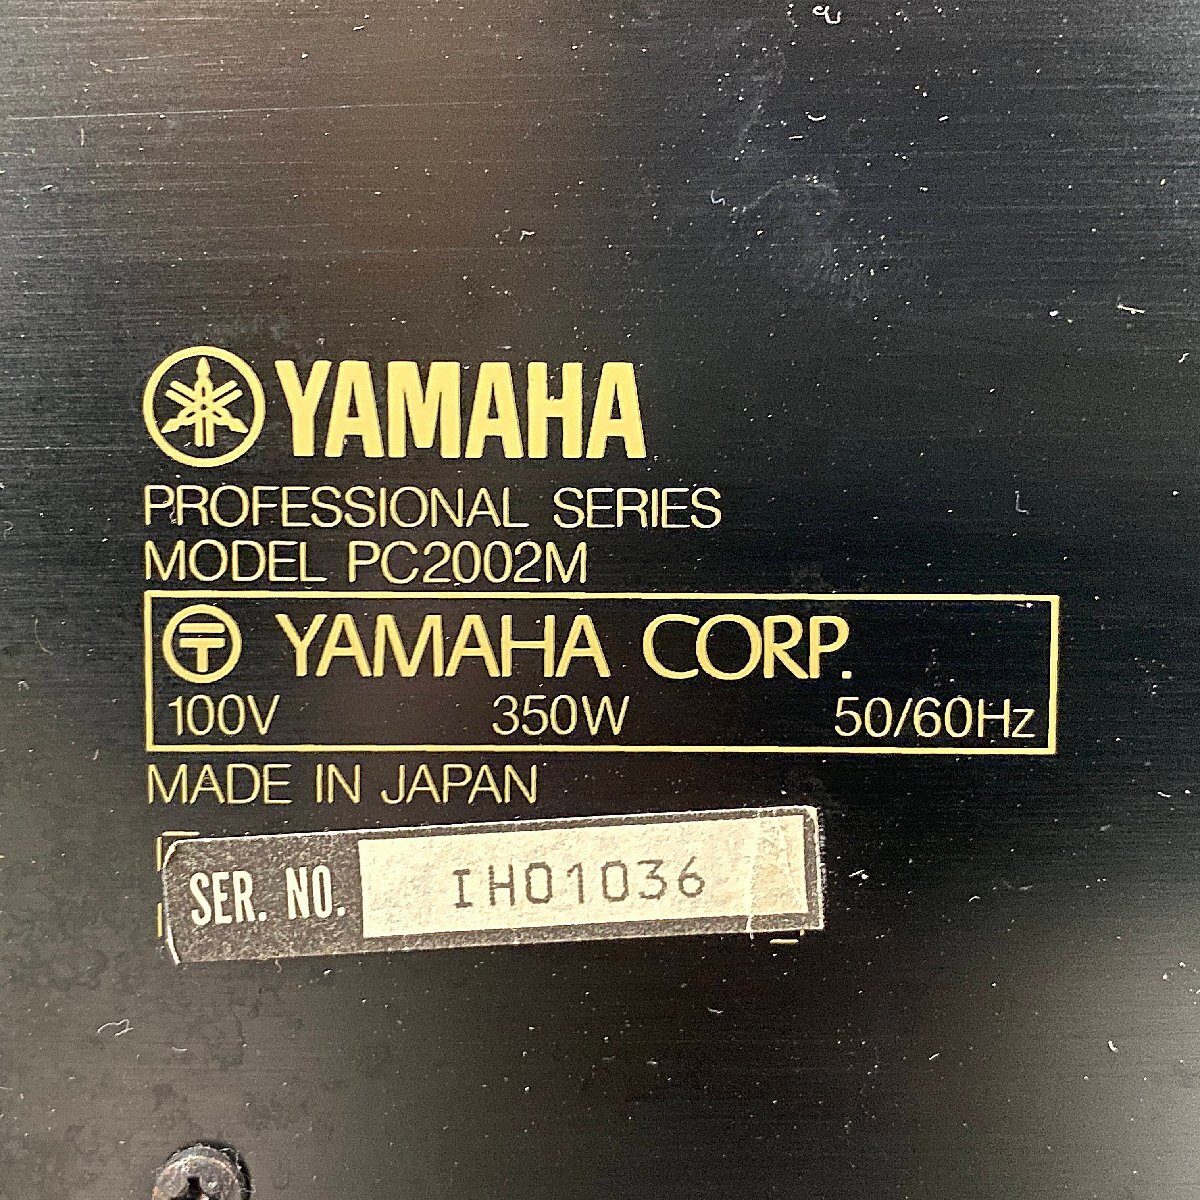 YAMAHA
PROFESSIONAL SERIES
MODEL PC2002M
YAMAHA CORP.
100V 350W 50/60Hz
MADE IN JAPAN
SER. NO. IH01036